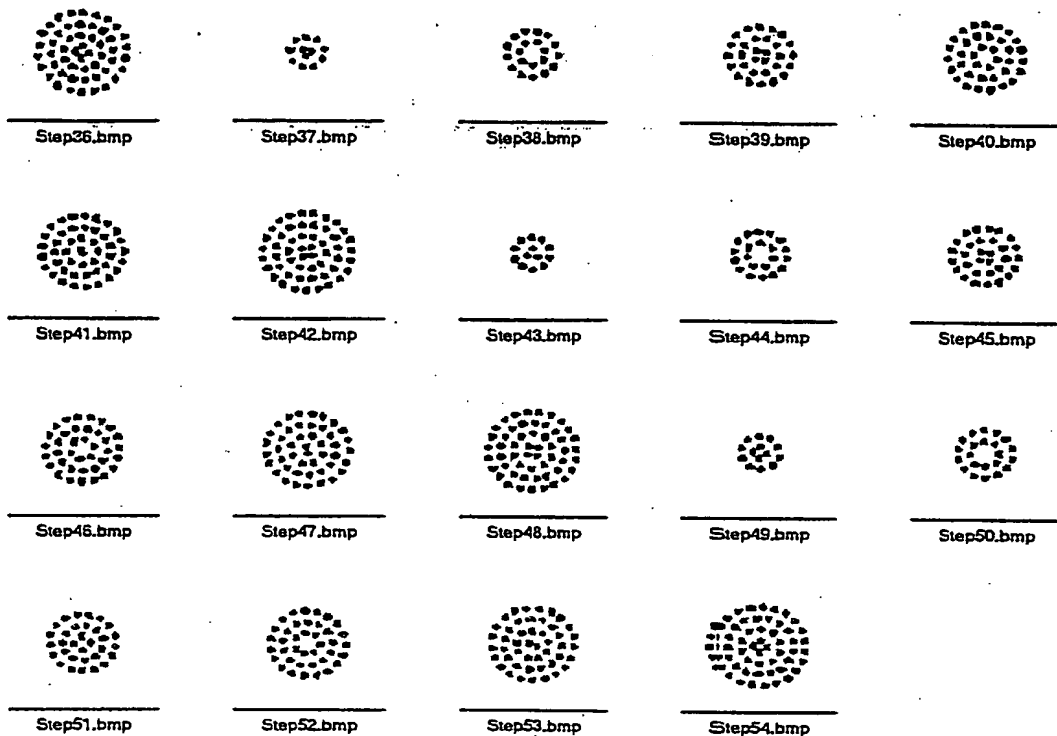 Step36.bmp Step37.bmp Step38.bmp Step39.bmp Step40.bmp
Step41.bmp Step42.bmp Step43.bmp Step44.bmp Step45.bmp
Step46.bmp Step47.bmp Step48.bmp Step49.bmp Step50.bmp
Step51.bmp Step52.bmp Step53.bmp Step54.bmp